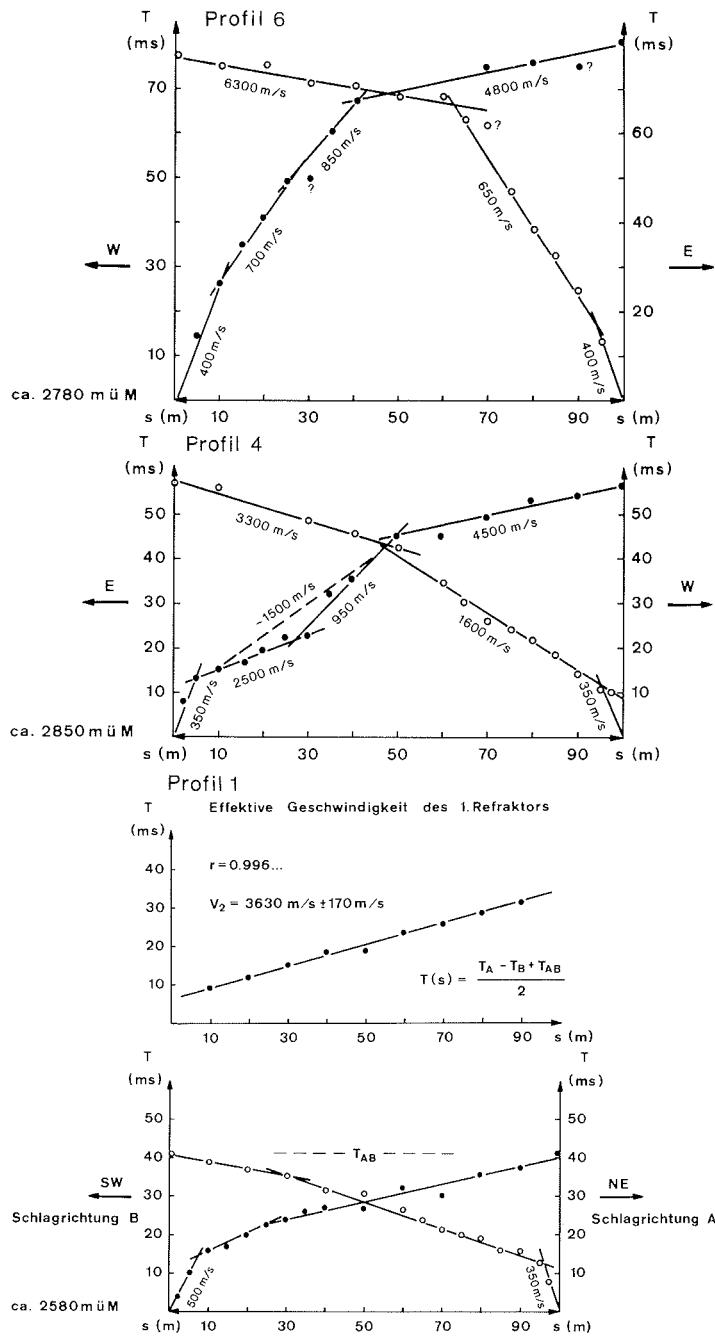 Profil 6
T
(ms)
T
(ms)
70
50
30
10
60
40
20
6300 m/s
4800 m/s
?
850 m/s
?
?
700 m/s
650 m/s
400 m/s
400 m/s
W
E
ca. 2780 m ü M
s (m)
10
30
50
70
90
s (m)
Profil 4
T
(ms)
T
(ms)
50
40
30
20
10
50
40
30
20
10
3300 m/s
4500 m/s
~1500 m/s
950 m/s
2500 m/s
1600 m/s
350 m/s
350 m/s
E
W
ca. 2850 m ü M
s (m)
10
30
50
70
90
s (m)
Profil 1
Effektive Geschwindigkeit des 1. Refraktors
T
(ms)
40
30
20
10
r = 0.996...
V2 = 3630 m/s ± 170 m/s
T(s) = TA - TB + TAB
2
10
30
50
70
90
s (m)
T
(ms)
T
(ms)
50
40
30
20
10
50
40
30
20
10
TAB
SW
NE
Schlagrichtung B
Schlagrichtung A
500 m/s
350 m/s
ca. 2580 m ü M
s (m)
10
30
50
70
90
s (m)